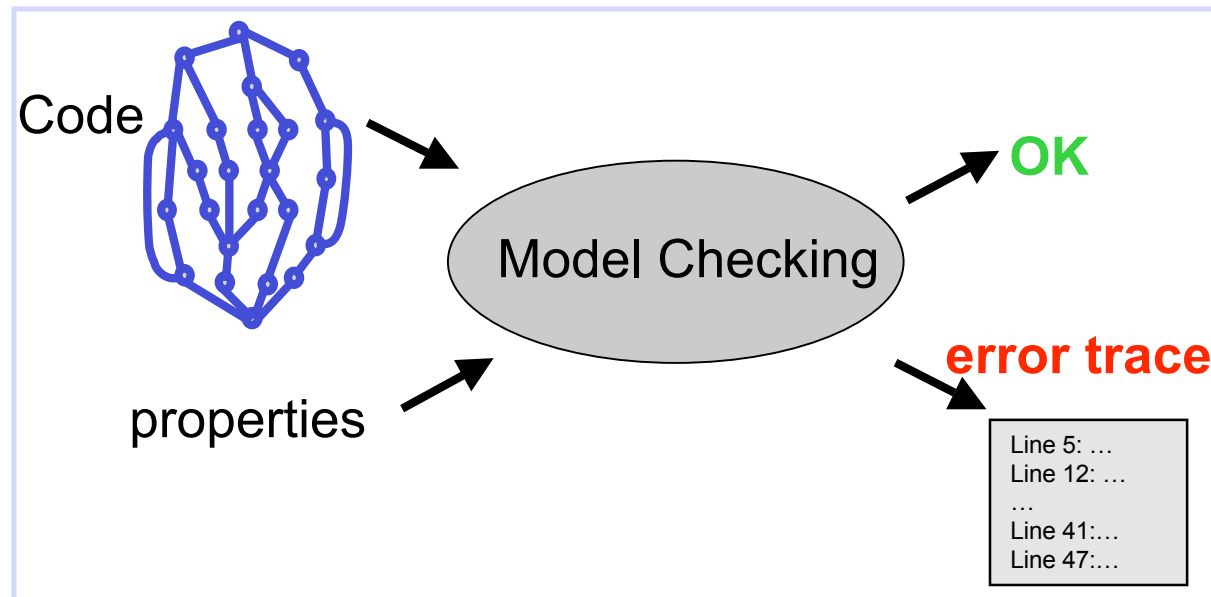 Code
OK
Model Checking
error trace
properties
Line 5: …
Line 12: …
…
Line 41:…
Line 47:…